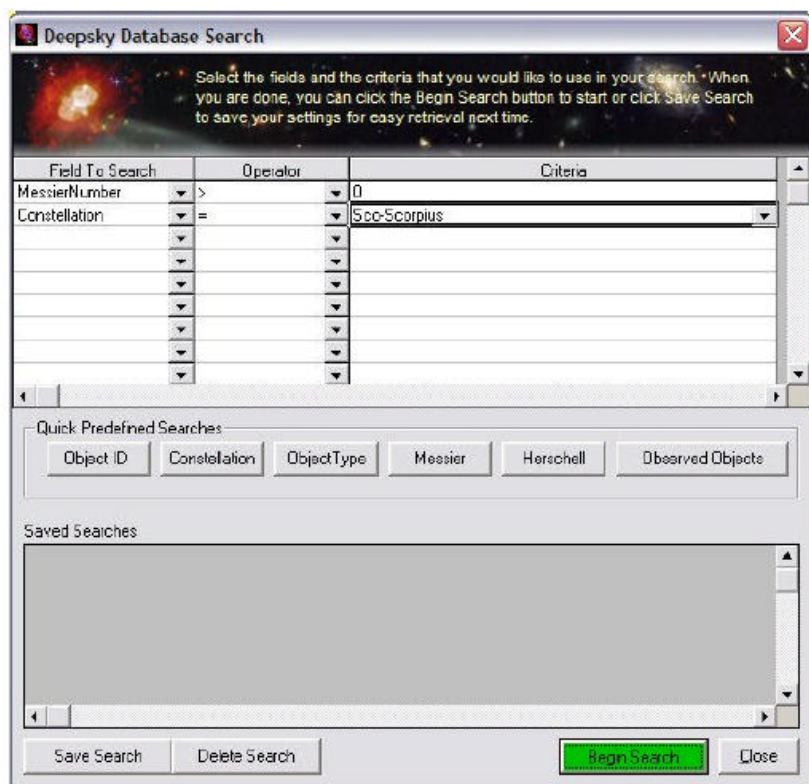 Deepsky Database Search
Select the fields and the criteria that you would like to use in your search. When
you are done, you can click the Begin Search button to start or click Save Search
to save your settings for easy retrieval next time.
Field To Search Operator Criteria
MessierNumber > 0
Constellation = Sco-Scorpius
Quick Predefined Searches
Object ID Constellation ObjectType Messier Herschell Observed Objects
Saved Searches
Save Search Delete Search Begin Search Close